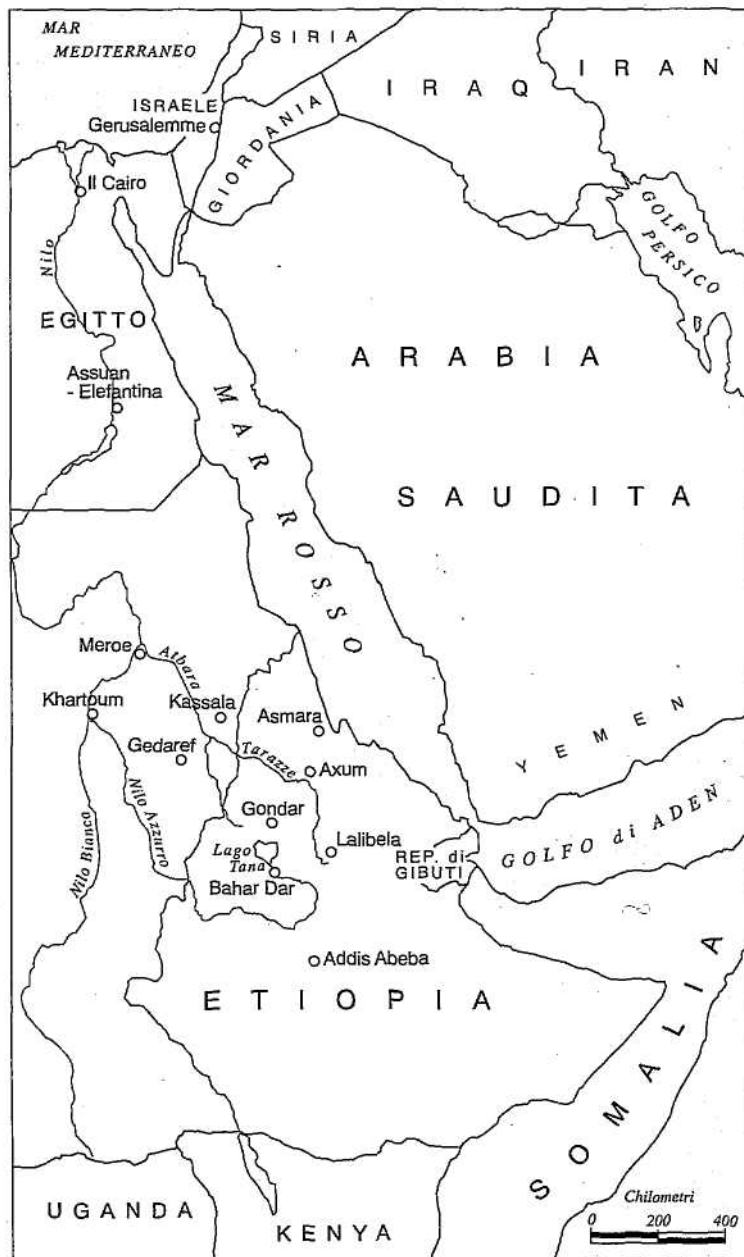 MAR
MEDITERRANEO
SIRIA
IRAQ
IRAN
ISRAELE
Gerusalemme
GIORDANIA
Il Cairo
GOLFO
PERSICO
Nilo
EGITTO
ARABIA
Assuan
- Elefantina
MAR ROSSO
SAUDITA
Meroe
Atbara
Khartoum
Kassala
Asmara
YEMEN
Gedaref
Tarazze
Axum
Nilo Bianco
Nilo Azzurro
Gondar
Lago
Tana
Lalibela
REP. di
GIBUTI
GOLFO di ADEN
Bahar Dar
Addis Abeba
ETIOPIA
SOMALIA
UGANDA
KENYA
Chilometri
0 200 400